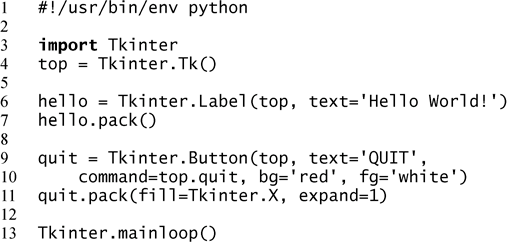 1 #!/usr/bin/env python
2
3 import Tkinter
4 top = Tkinter.Tk()
5
6 hello = Tkinter.Label(top, text='Hello World!')
7 hello.pack()
8
9 quit = Tkinter.Button(top, text='QUIT',
10     command=top.quit, bg='red', fg='white')
11 quit.pack(fill=Tkinter.X, expand=1)
12
13 Tkinter.mainloop()